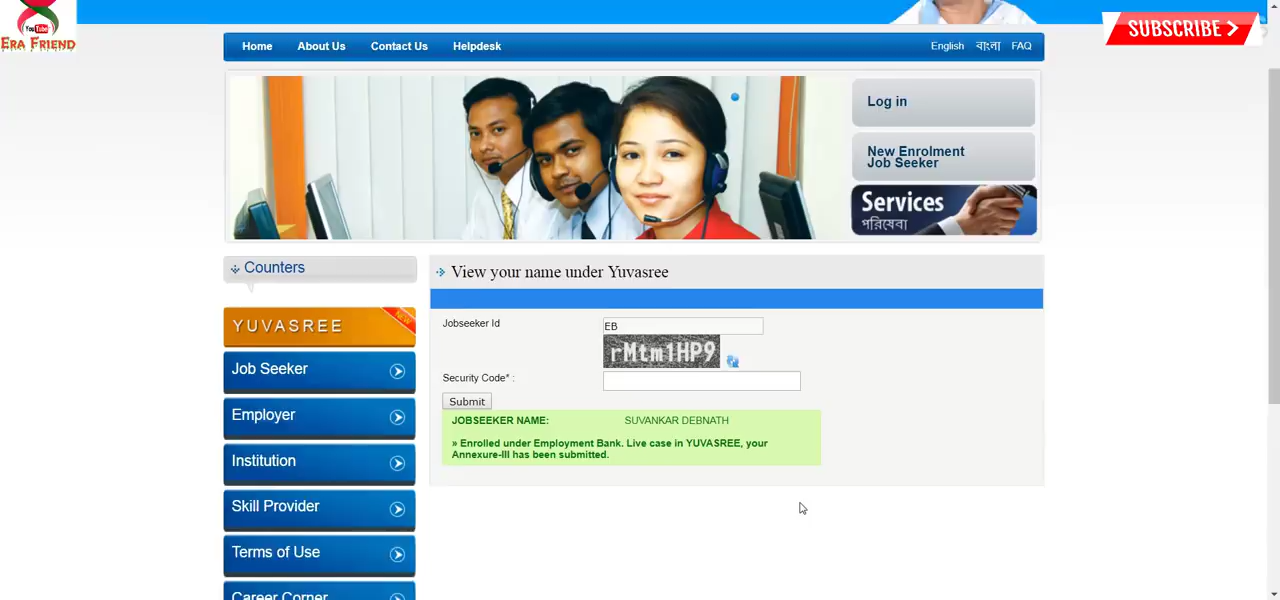 YouTube
ERA FRIEND
SUBSCRIBE
Home About Us Contact Us Helpdesk English বাংলা FAQ
Log in
New Enrolment
Job Seeker
Services
পরিষেবা
Counters
View your name under Yuvasree
YUVASREE
NEW
Jobseeker Id EB
rMtm1HP9
Job Seeker
Security Code* :
Submit
Employer
JOBSEEKER NAME: SUVANKAR DEBNATH
» Enrolled under Employment Bank. Live case in YUVASREE, your
Annexure-III has been submitted.
Institution
Skill Provider
Terms of Use
Career Corner